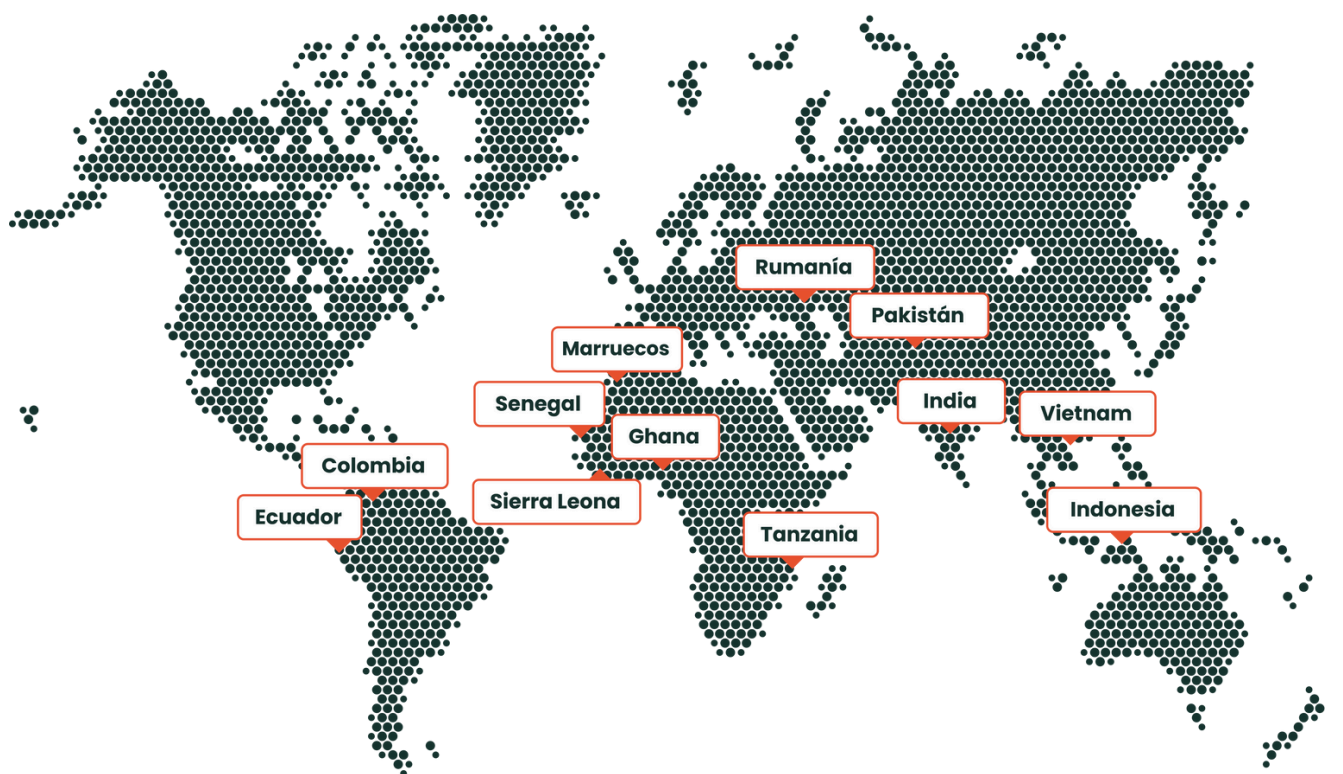 Rumanía
Pakistán
Marruecos
Senegal
India
Vietnam
Ghana
Colombia
Sierra Leona
Ecuador
Indonesia
Tanzania